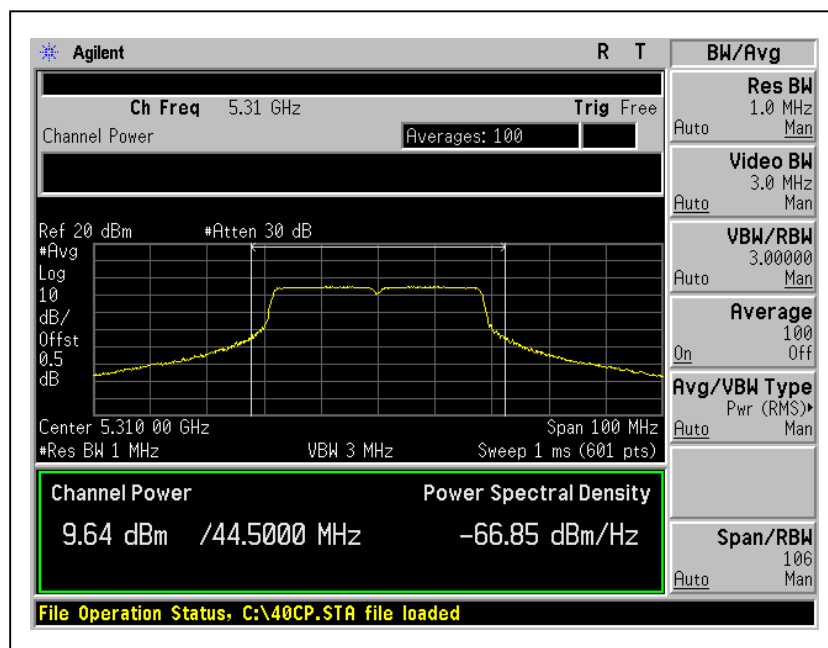 Agilent R T
Ch Freq 5.31 GHz Trig Free
Channel Power Averages: 100
Ref 20 dBm #Atten 30 dB
#Avg
Log
10
dB/
Offst
0.5
dB
Center 5.310 00 GHz Span 100 MHz
#Res BW 1 MHz VBW 3 MHz Sweep 1 ms (601 pts)
Channel Power Power Spectral Density
9.64 dBm /44.5000 MHz -66.85 dBm/Hz
File Operation Status, C:\40CP.STA file loaded
BW/Avg
Res BW
1.0 MHz
Auto Man
Video BW
3.0 MHz
Auto Man
VBW/RBW
3.00000
Auto Man
Average
100
On Off
Avg/VBW Type
Pwr (RMS)▸
Auto Man
Span/RBW
106
Auto Man